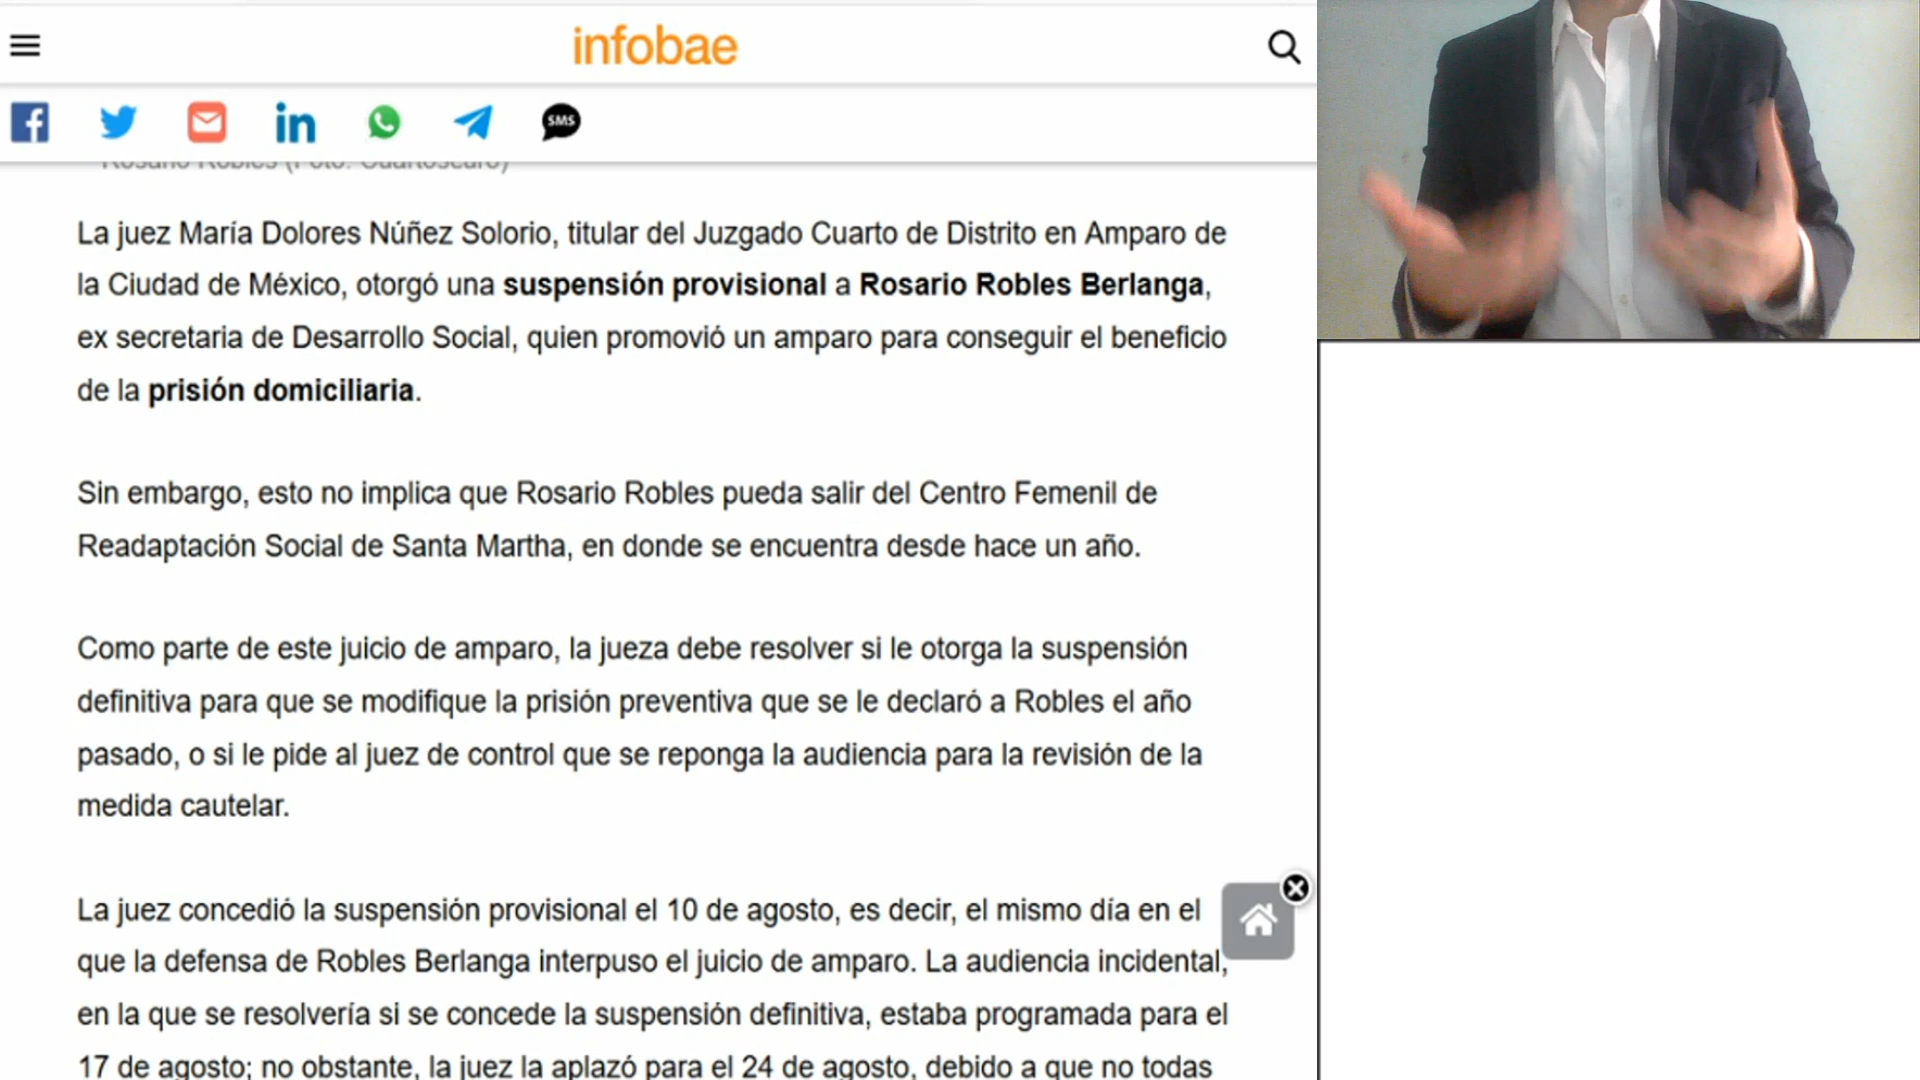 infobae
SMS
Rosario Robles (Foto: Cuartoscuro)
La juez María Dolores Núñez Solorio, titular del Juzgado Cuarto de Distrito en Amparo de
la Ciudad de México, otorgó una suspensión provisional a Rosario Robles Berlanga,
ex secretaria de Desarrollo Social, quien promovió un amparo para conseguir el beneficio
de la prisión domiciliaria.
Sin embargo, esto no implica que Rosario Robles pueda salir del Centro Femenil de
Readaptación Social de Santa Martha, en donde se encuentra desde hace un año.
Como parte de este juicio de amparo, la jueza debe resolver si le otorga la suspensión
definitiva para que se modifique la prisión preventiva que se le declaró a Robles el año
pasado, o si le pide al juez de control que se reponga la audiencia para la revisión de la
medida cautelar.
La juez concedió la suspensión provisional el 10 de agosto, es decir, el mismo día en el
que la defensa de Robles Berlanga interpuso el juicio de amparo. La audiencia incidental,
en la que se resolvería si se concede la suspensión definitiva, estaba programada para el
17 de agosto; no obstante, la juez la aplazó para el 24 de agosto, debido a que no todas